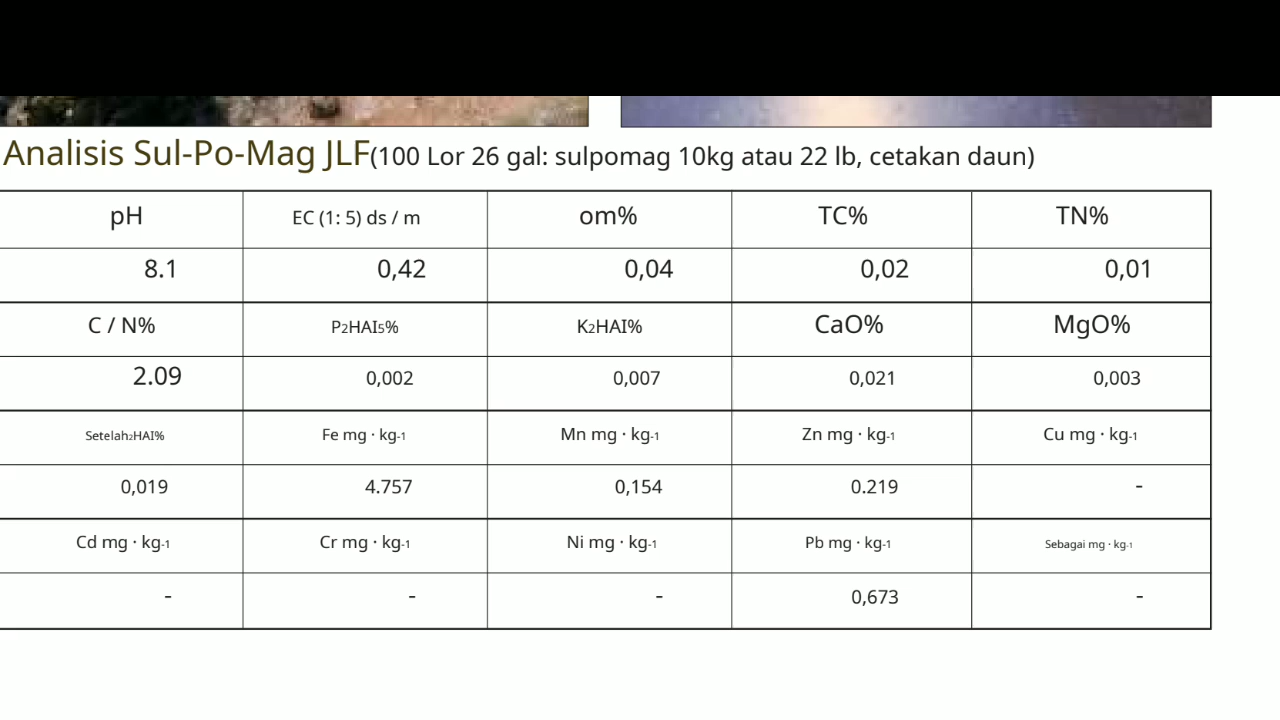 Analisis Sul-Po-Mag JLF(100 Lor 26 gal: sulpomag 10kg atau 22 lb, cetakan daun)
pH EC (1: 5) ds / m om% TC% TN%
8.1 0,42 0,04 0,02 0,01
C / N% P2HAI5% K2HAI% CaO% MgO%
2.09 0,002 0,007 0,021 0,003
Setelah2HAI% Fe mg · kg-1 Mn mg · kg-1 Zn mg · kg-1 Cu mg · kg-1
0,019 4.757 0,154 0.219 -
Cd mg · kg-1 Cr mg · kg-1 Ni mg · kg-1 Pb mg · kg-1 Sebagai mg · kg-1
- - - 0,673 -